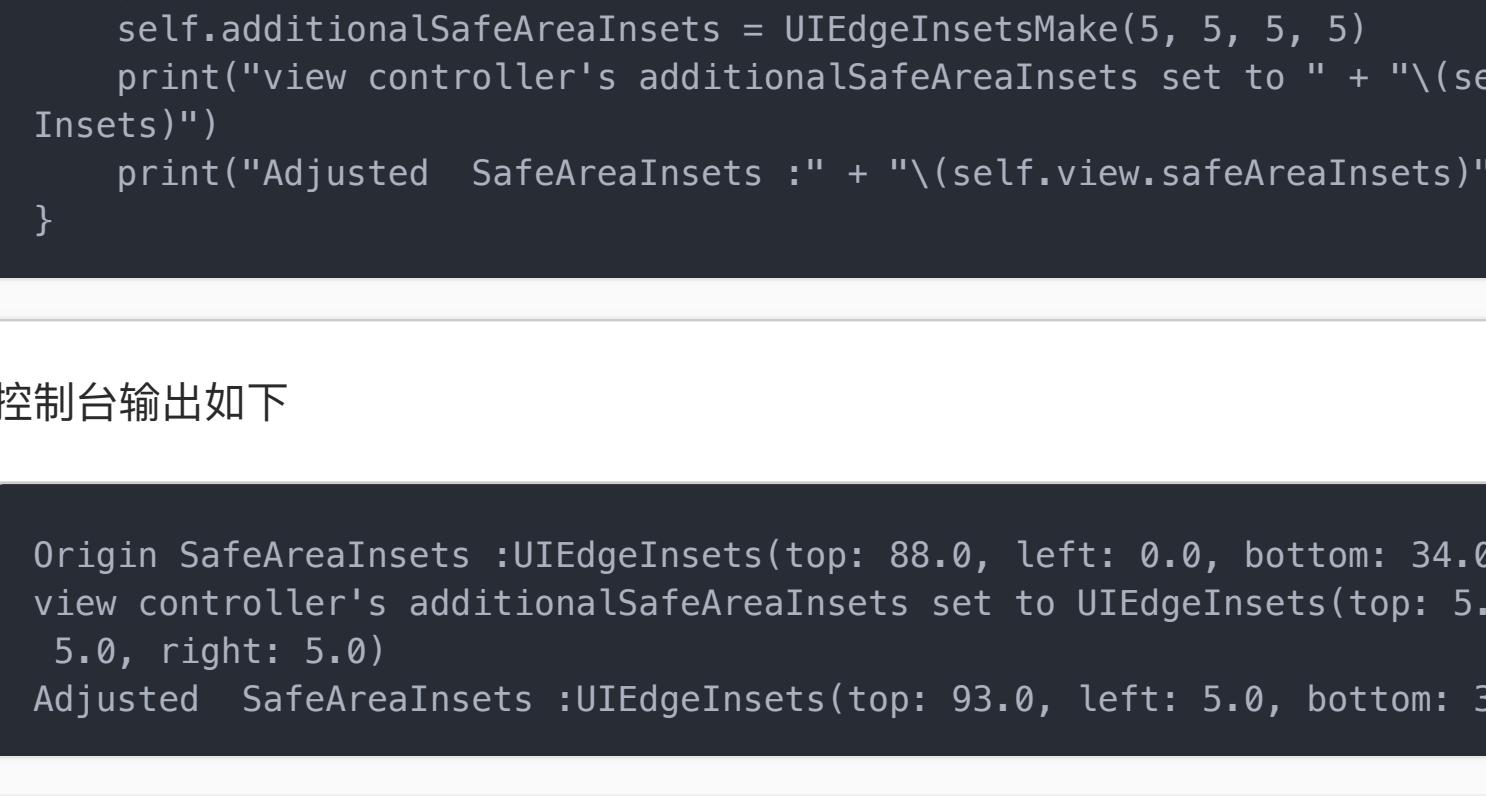 self.additionalSafeAreaInsets = UIEdgeInsetsMake(5, 5, 5, 5)
print("view controller's additionalSafeAreaInsets set to " + "\(se
Insets)")
print("Adjusted  SafeAreaInsets :" + "\(self.view.safeAreaInsets)"
}
控制台输出如下
Origin SafeAreaInsets :UIEdgeInsets(top: 88.0, left: 0.0, bottom: 34.0
view controller's additionalSafeAreaInsets set to UIEdgeInsets(top: 5.
5.0, right: 5.0)
Adjusted  SafeAreaInsets :UIEdgeInsets(top: 93.0, left: 5.0, bottom: 3